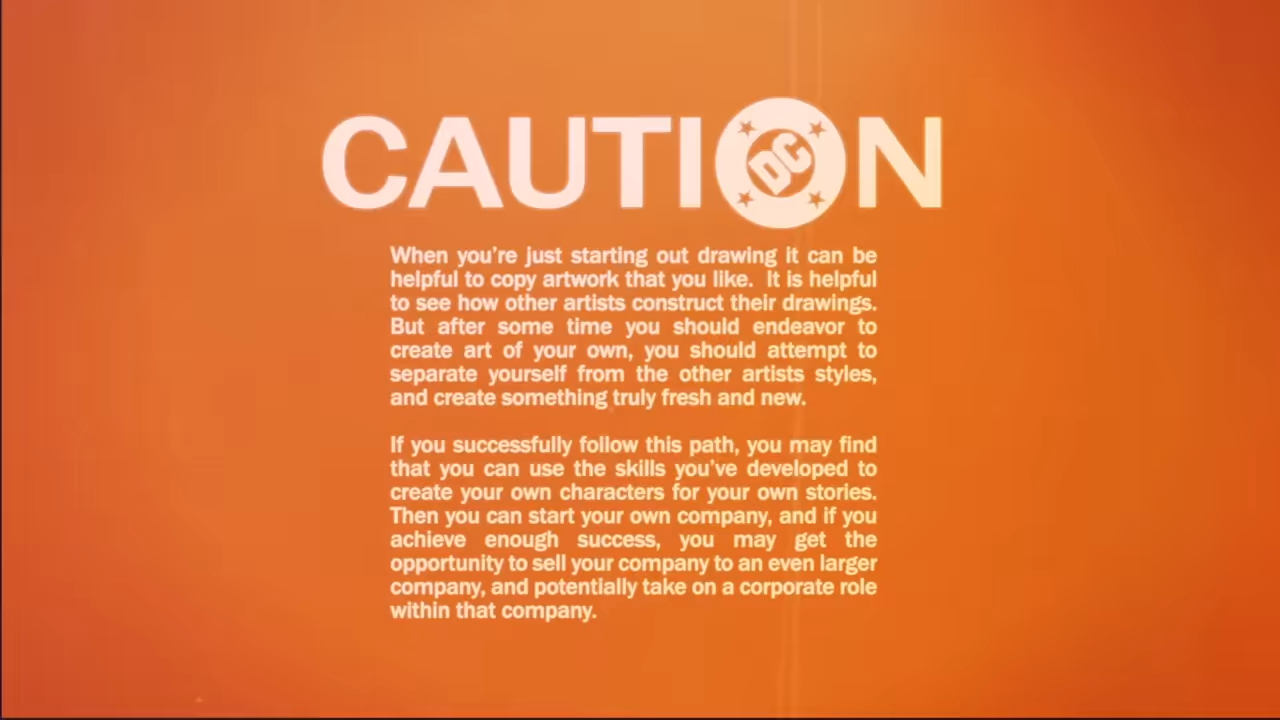 CAUTION
DC
When you're just starting out drawing it can be
helpful to copy artwork that you like.  It is helpful
to see how other artists construct their drawings.
But after some time you should endeavor to
create art of your own, you should attempt to
separate yourself from the other artists styles,
and create something truly fresh and new.
If you successfully follow this path, you may find
that you can use the skills you've developed to
create your own characters for your own stories.
Then you can start your own company, and if you
achieve enough success, you may get the
opportunity to sell your company to an even larger
company, and potentially take on a corporate role
within that company.